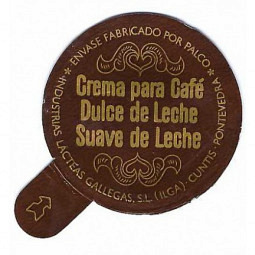 ★ ENVASE FABRICADO POR PALCO ★
Crema para Café
Dulce de Leche
Suave de Leche
INDUSTRIAS LACTEAS GALLEGAS, S.L. (ILGA) - CUNTIS - PONTEVEDRA